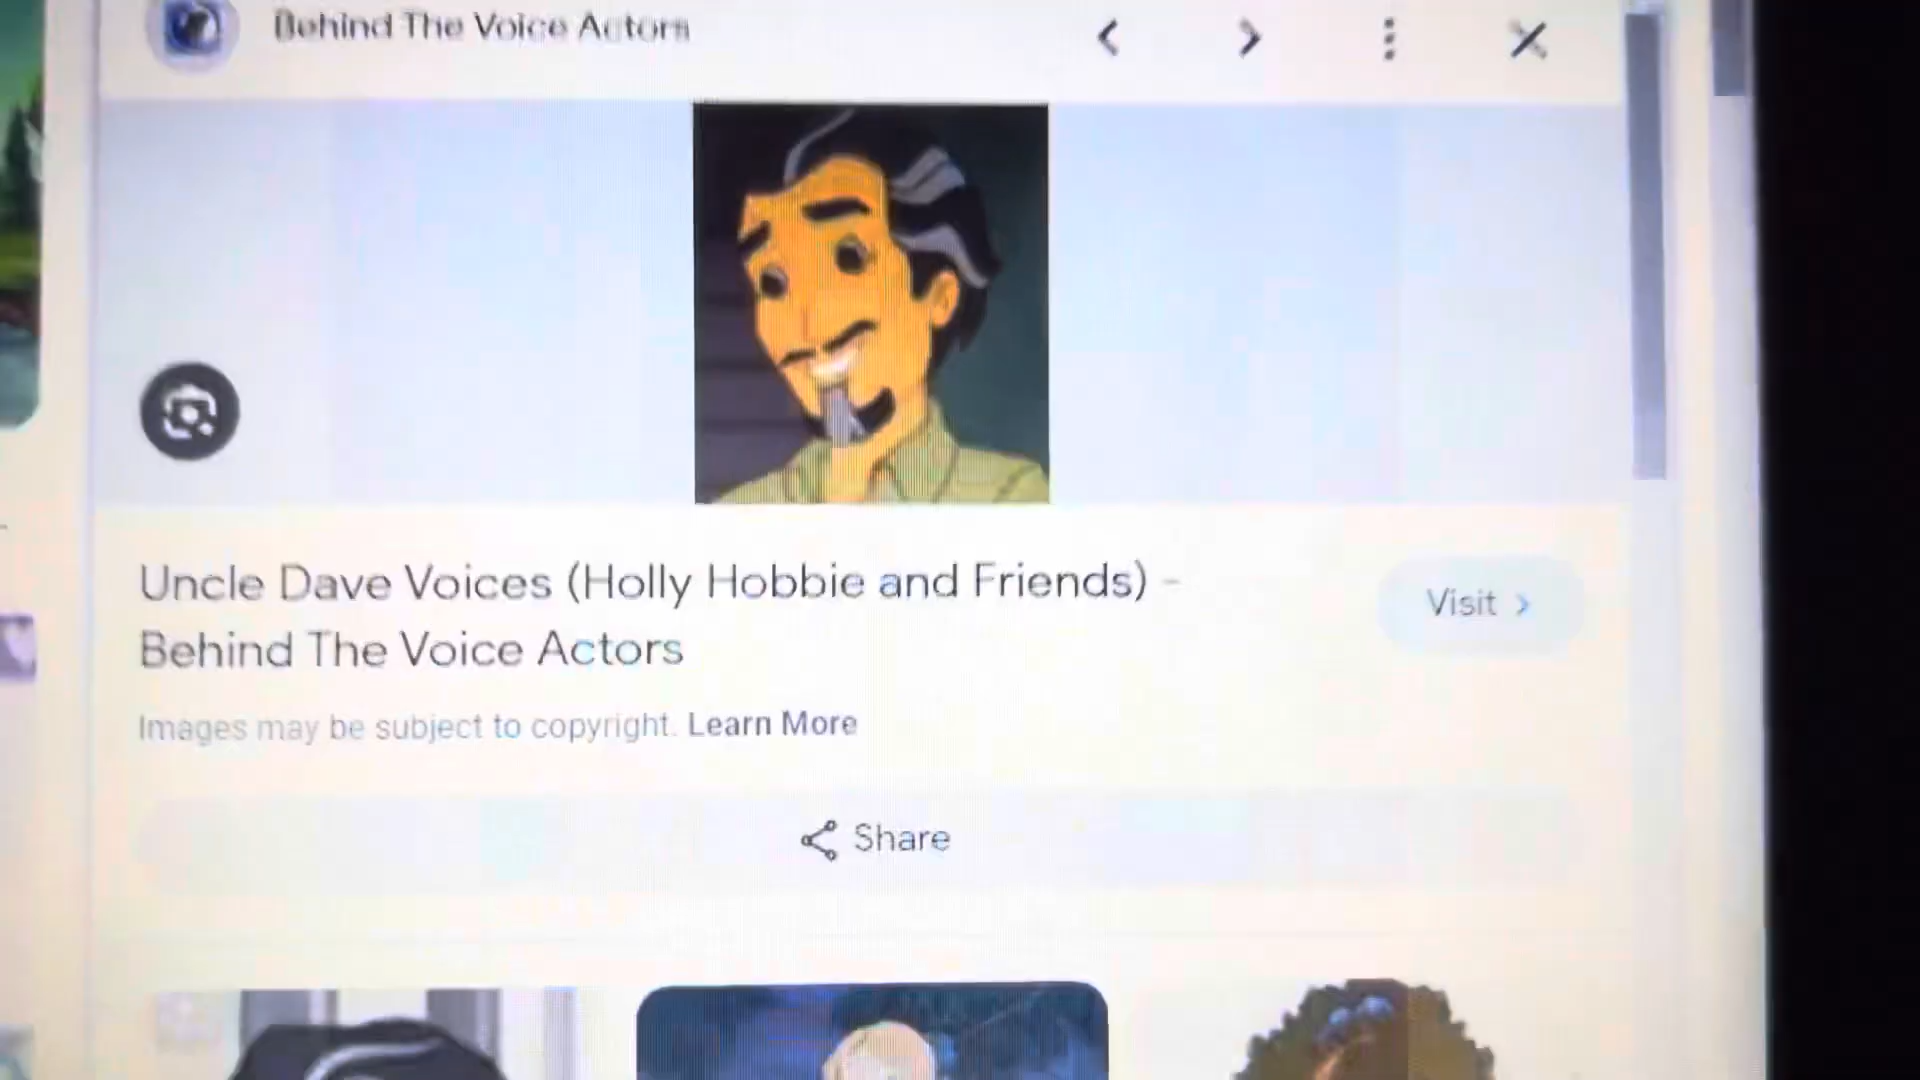 Behind The Voice Actors
Uncle Dave Voices (Holly Hobbie and Friends) -
Behind The Voice Actors
Visit
Images may be subject to copyright. Learn More
Share